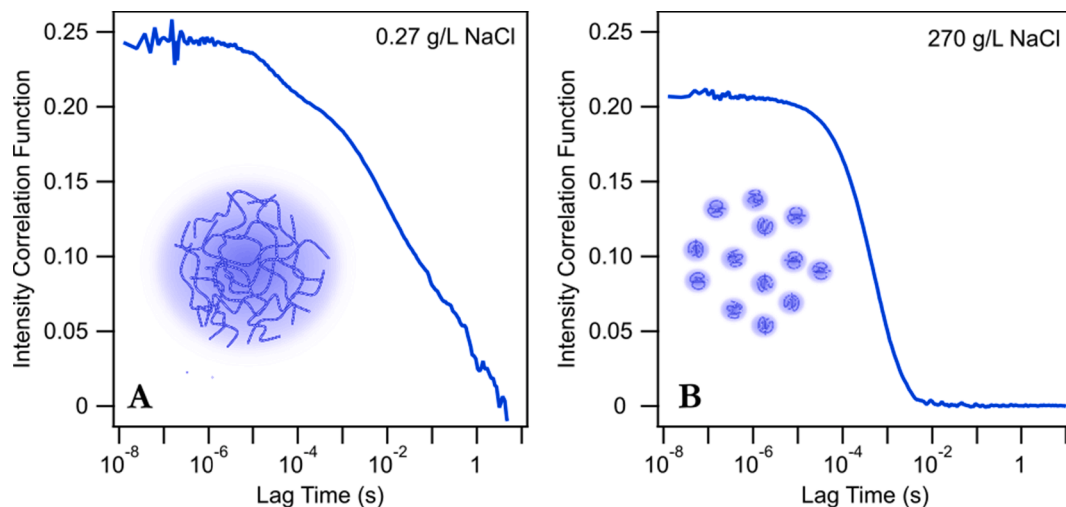 0.27 g/L NaCl
Intensity Correlation Function
0.25
0.20
0.15
0.10
0.05
0
A
10^-8 10^-6 10^-4 10^-2 1
Lag Time (s)
270 g/L NaCl
Intensity Correlation Function
0.25
0.20
0.15
0.10
0.05
0
B
10^-8 10^-6 10^-4 10^-2 1
Lag Time (s)